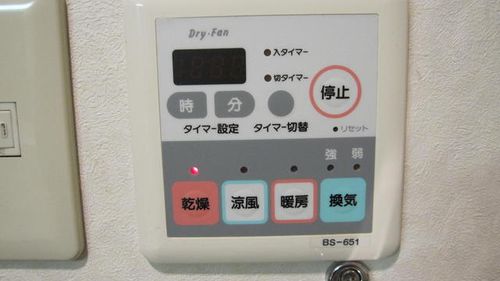 Dry·Fan
入タイマー
切タイマー
停止
時 分
タイマー設定 タイマー切替 リセット
強 弱
乾燥 涼風 暖房 換気
BS-651